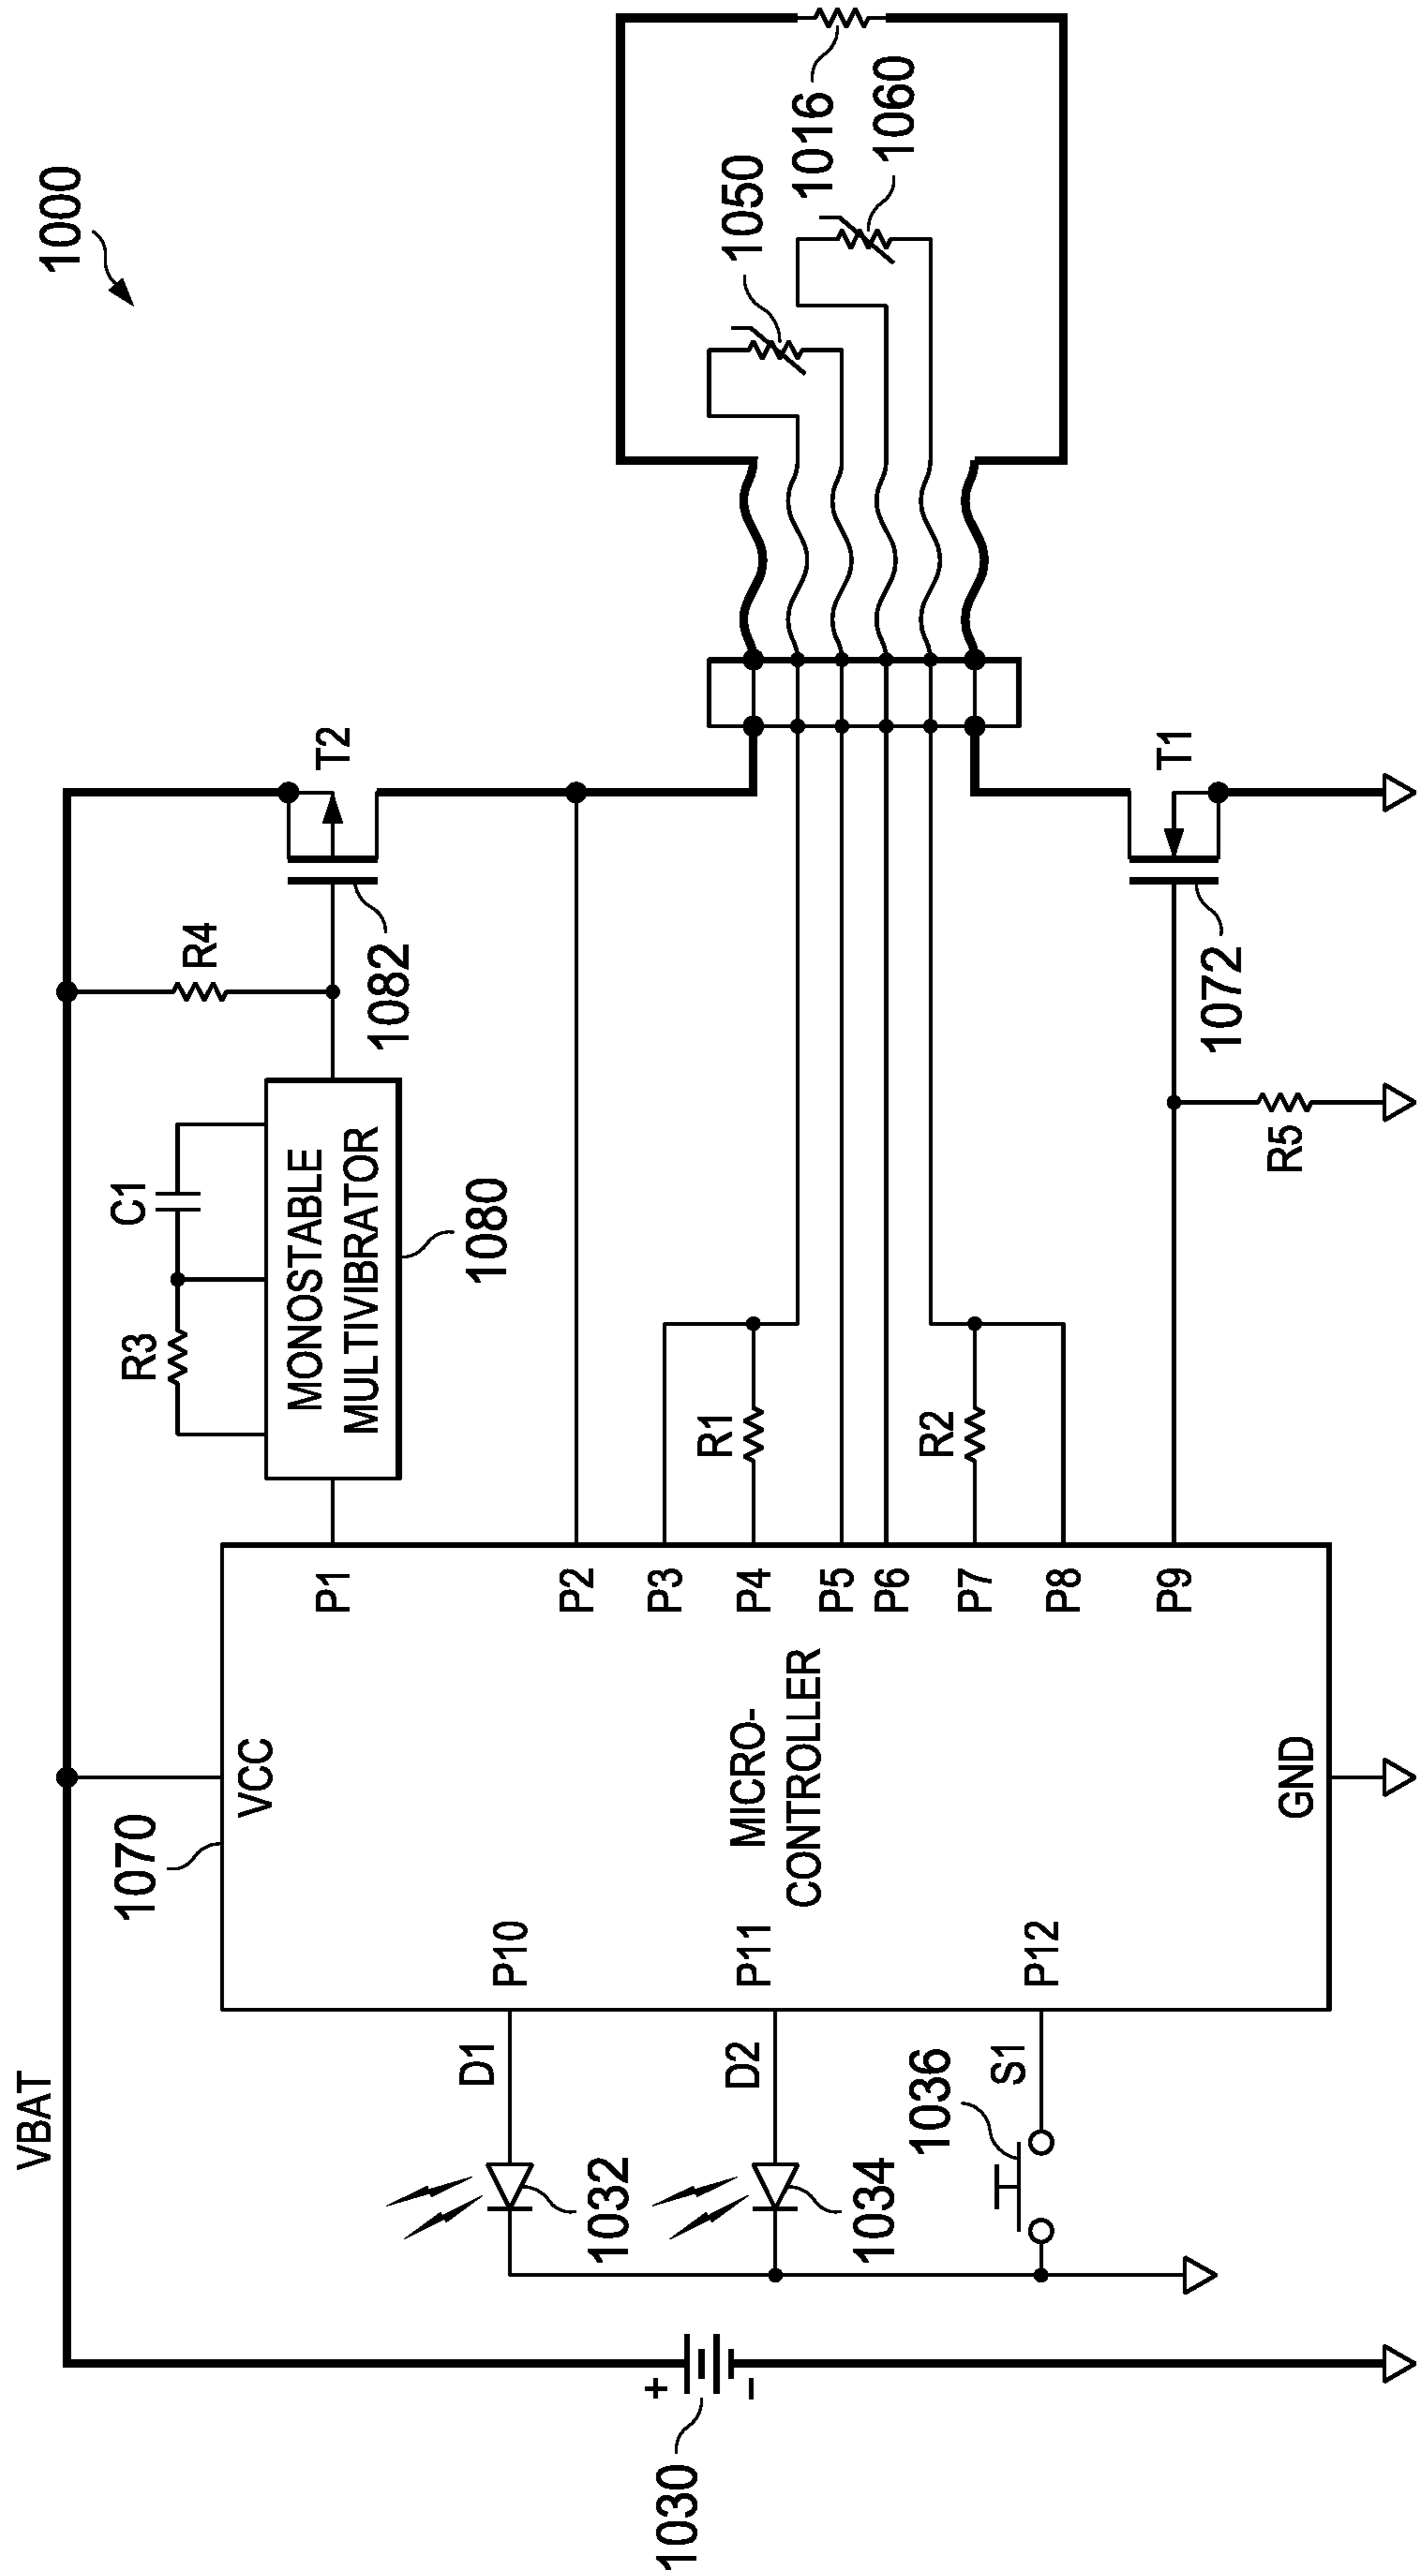 1000
VBAT
T2
R4
1082
C1
R3
MONOSTABLE
MULTIVIBRATOR
1080
1050
1016
1060
1070
VCC
P1
P2
P3
P4
P5
P6
P7
P8
P9
P10
P11
P12
MICRO-
CONTROLLER
GND
R1
R2
R5
T1
1072
D1
D2
S1
1032
1034
1036
+
−
1030